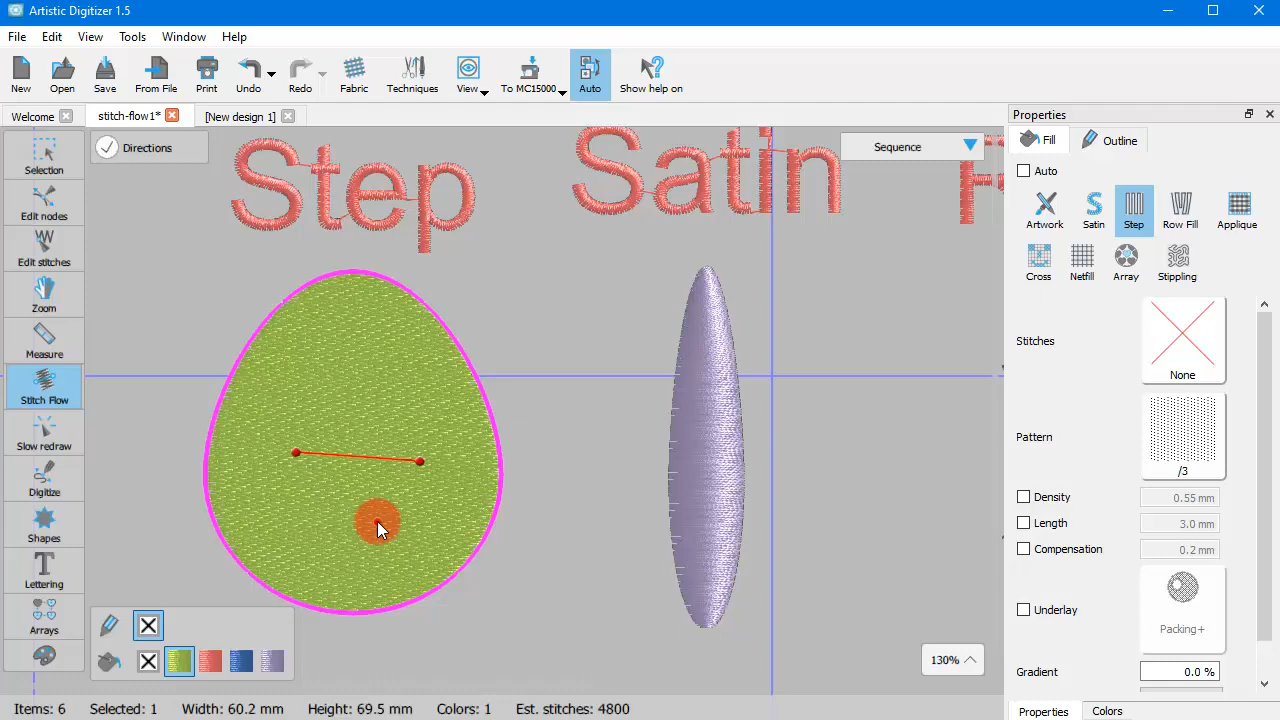 Artistic Digitizer 1.5
File Edit View Tools Window Help
New Open Save From File Print Undo Redo Fabric Techniques View To MC15000 Auto Show help on
Welcome stitch-flow1* [New design 1]
Properties
Fill Outline
Auto
Artwork Satin Step Row Fill Applique
Cross Netfill Array Stippling
Stitches
None
Pattern
/3
Density 0.55 mm
Length 3.0 mm
Compensation 0.2 mm
Underlay
Packing+
Gradient 0.0 %
Properties Colors
Selection
Edit nodes
Edit stitches
Zoom
Measure
Stitch Flow
Slow redraw
Digitize
Shapes
Lettering
Arrays
Directions
Sequence
Step Satin
130%
Items: 6 Selected: 1 Width: 60.2 mm Height: 69.5 mm Colors: 1 Est. stitches: 4800